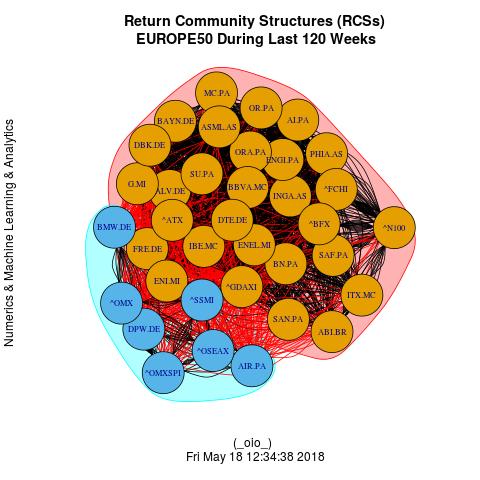 Return Community Structures (RCSs)
EUROPE50 During Last 120 Weeks
Numerics & Machine Learning & Analytics
MC.PA
OR.PA
BAYN.DE
ASML.AS
AI.PA
DBK.DE
ORA.PA
ENGI.PA
PHIA.AS
G.MI
ALV.DE
SU.PA
BBVA.MC
INGA.AS
^FCHI
BMW.DE
^ATX
DTE.DE
^BFX
^N100
FRE.DE
IBE.MC
ENEL.MI
BN.PA
SAF.PA
ENI.MI
^GDAXI
^OMX
^SSMI
ITX.MC
DPW.DE
SAN.PA
ABI.BR
^OSEAX
^OMXSPI
AIR.PA
(_oio_)
Fri May 18 12:34:38 2018